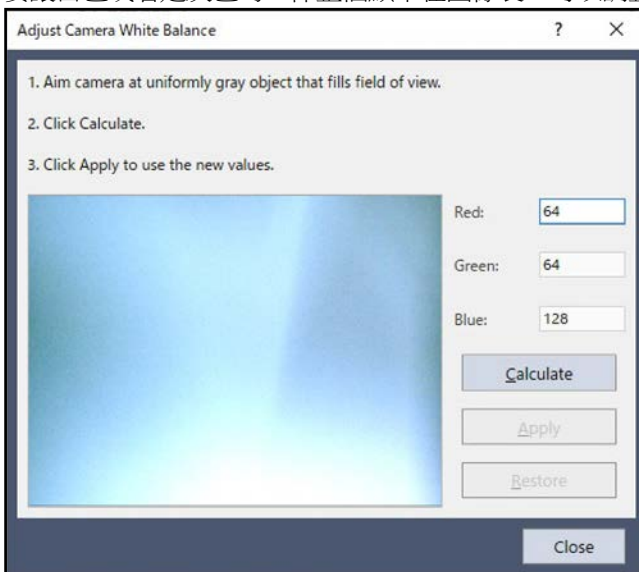 Adjust Camera White Balance ? ×
1. Aim camera at uniformly gray object that fills field of view.
2. Click Calculate.
3. Click Apply to use the new values.
Red: 64
Green: 64
Blue: 128
Calculate
Apply
Restore
Close